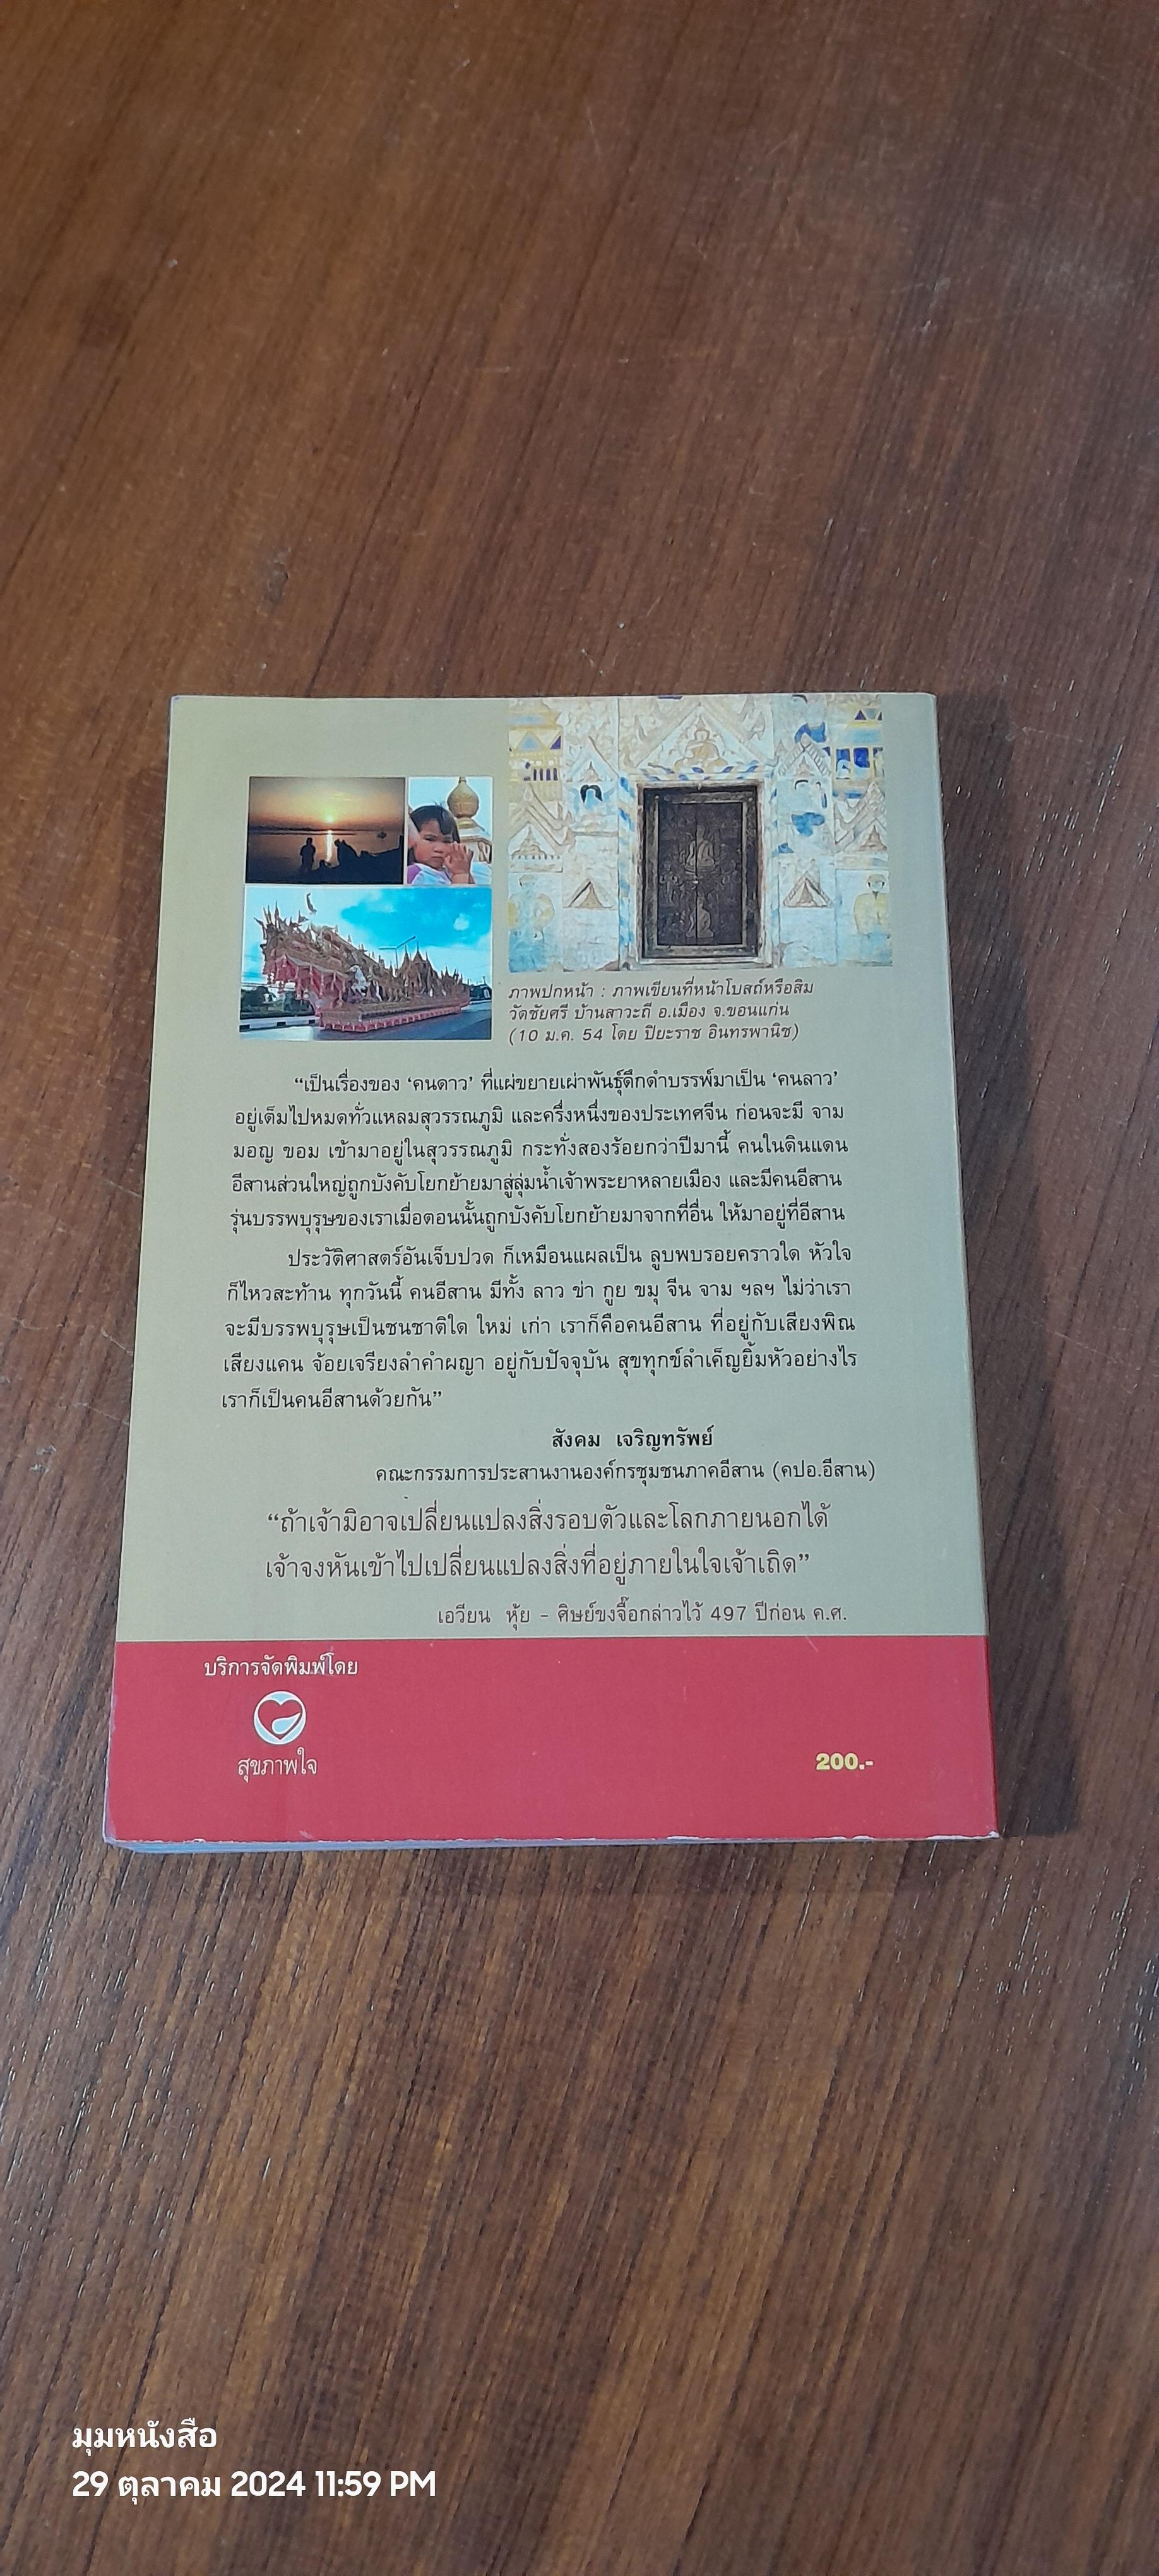 ภาพปกหน้า : ภาพเขียนที่หน้าโบสถ์หรือสิม
วัดชัยศรี บ้านสาวะถี อ.เมือง จ.ขอนแก่น
(10 ม.ค. 54 โดย ปิยะราช อินทรพานิช)
“เป็นเรื่องของ ‘คนดาว’ ที่แผ่ขยายเผ่าพันธุ์ดึกดำบรรพ์มาเป็น ‘คนลาว’
อยู่เต็มไปหมดทั่วแหลมสุวรรณภูมิ และครึ่งหนึ่งของประเทศจีน ก่อนจะมี จาม
มอญ ขอม เข้ามาอยู่ในสุวรรณภูมิ กระทั่งสองร้อยกว่าปีมานี้ คนในดินแดน
อีสานส่วนใหญ่ถูกบังคับโยกย้ายมาสู่ลุ่มน้ำเจ้าพระยาหลายเมือง และมีคนอีสาน
รุ่นบรรพบุรุษของเราเมื่อตอนนั้นถูกบังคับโยกย้ายมาจากที่อื่น ให้มาอยู่ที่อีสาน
ประวัติศาสตร์อันเจ็บปวด ก็เหมือนแผลเป็น ลูบพบรอยคราวใด หัวใจ
ก็ไหวสะท้าน ทุกวันนี้ คนอีสาน มีทั้ง ลาว ข่า กูย ขมุ จีน จาม ฯลฯ ไม่ว่าเรา
จะมีบรรพบุรุษเป็นชนชาติใด ใหม่ เก่า เราก็คือคนอีสาน ที่อยู่กับเสียงพิณ
เสียงแคน จ้อยเจรียงลำคำผญา อยู่กับปัจจุบัน สุขทุกข์ลำเค็ญยิ้มหัวอย่างไร
เราก็เป็นคนอีสานด้วยกัน”
สังคม เจริญทรัพย์
คณะกรรมการประสานงานองค์กรชุมชนภาคอีสาน (คปอ.อีสาน)
“ถ้าเจ้ามิอาจเปลี่ยนแปลงสิ่งรอบตัวและโลกภายนอกได้
เจ้าจงหันเข้าไปเปลี่ยนแปลงสิ่งที่อยู่ภายในใจเจ้าเถิด”
เอวียน หุ้ย - ศิษย์ขงจื๊อกล่าวไว้ 497 ปีก่อน ค.ศ.
บริการจัดพิมพ์โดย
สุขภาพใจ
200.-
มุมหนังสือ
29 ตุลาคม 2024 11:59 PM